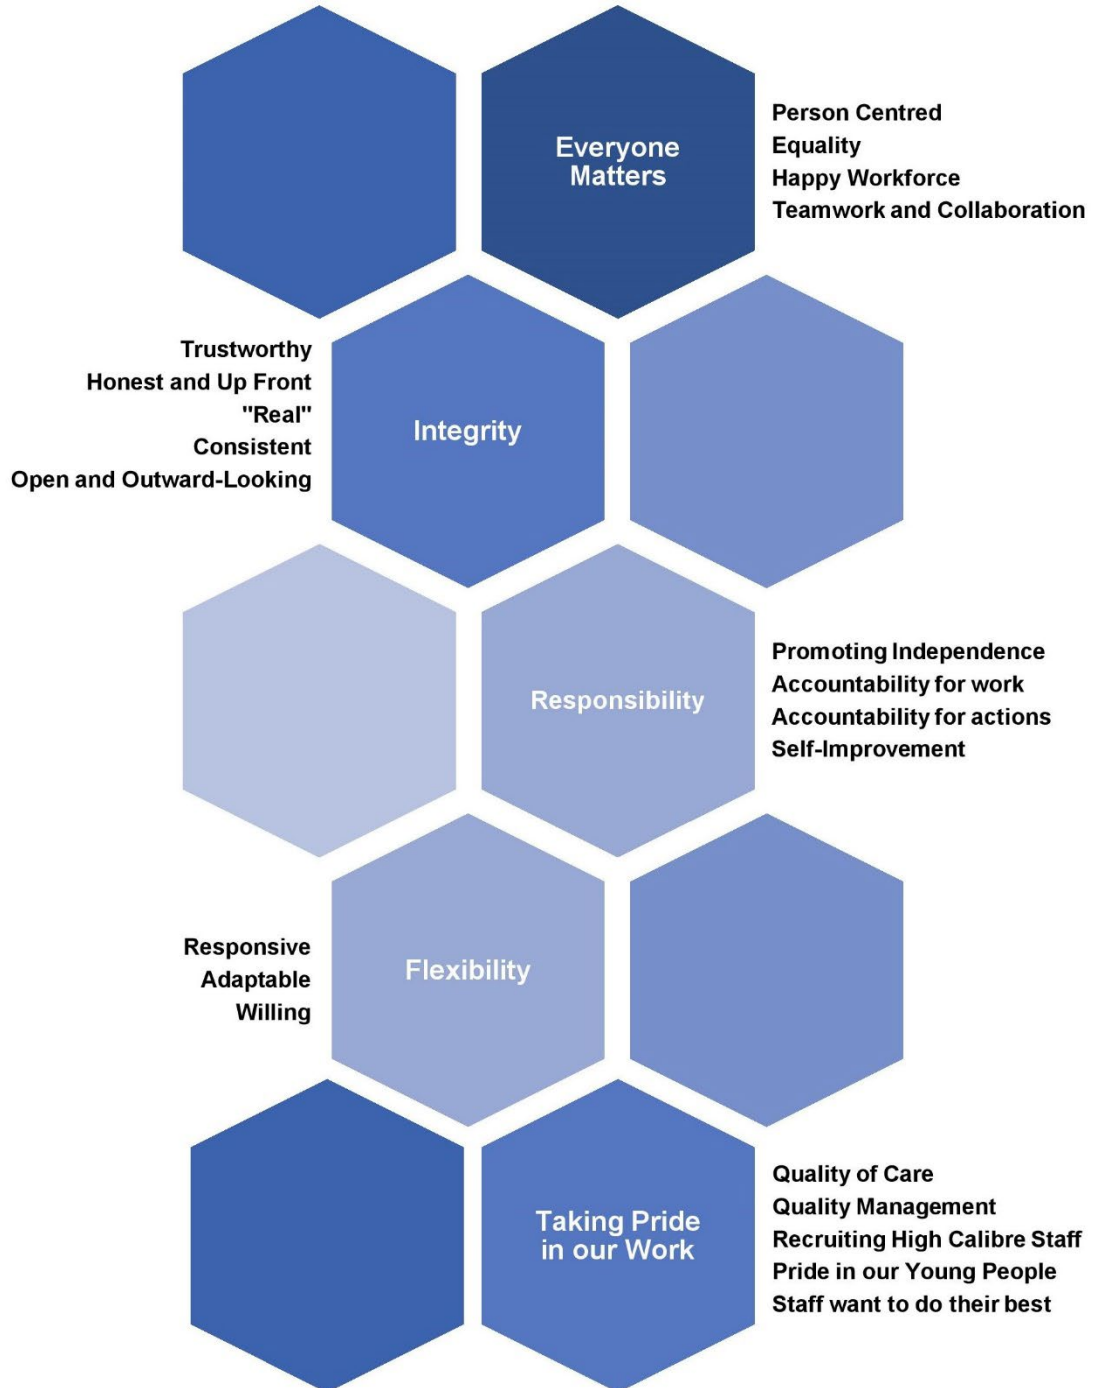 Everyone
Matters
Person Centred
Equality
Happy Workforce
Teamwork and Collaboration
Trustworthy
Honest and Up Front
"Real"
Consistent
Open and Outward-Looking
Integrity
Responsibility
Promoting Independence
Accountability for work
Accountability for actions
Self-Improvement
Responsive
Adaptable
Willing
Flexibility
Taking Pride
in our Work
Quality of Care
Quality Management
Recruiting High Calibre Staff
Pride in our Young People
Staff want to do their best